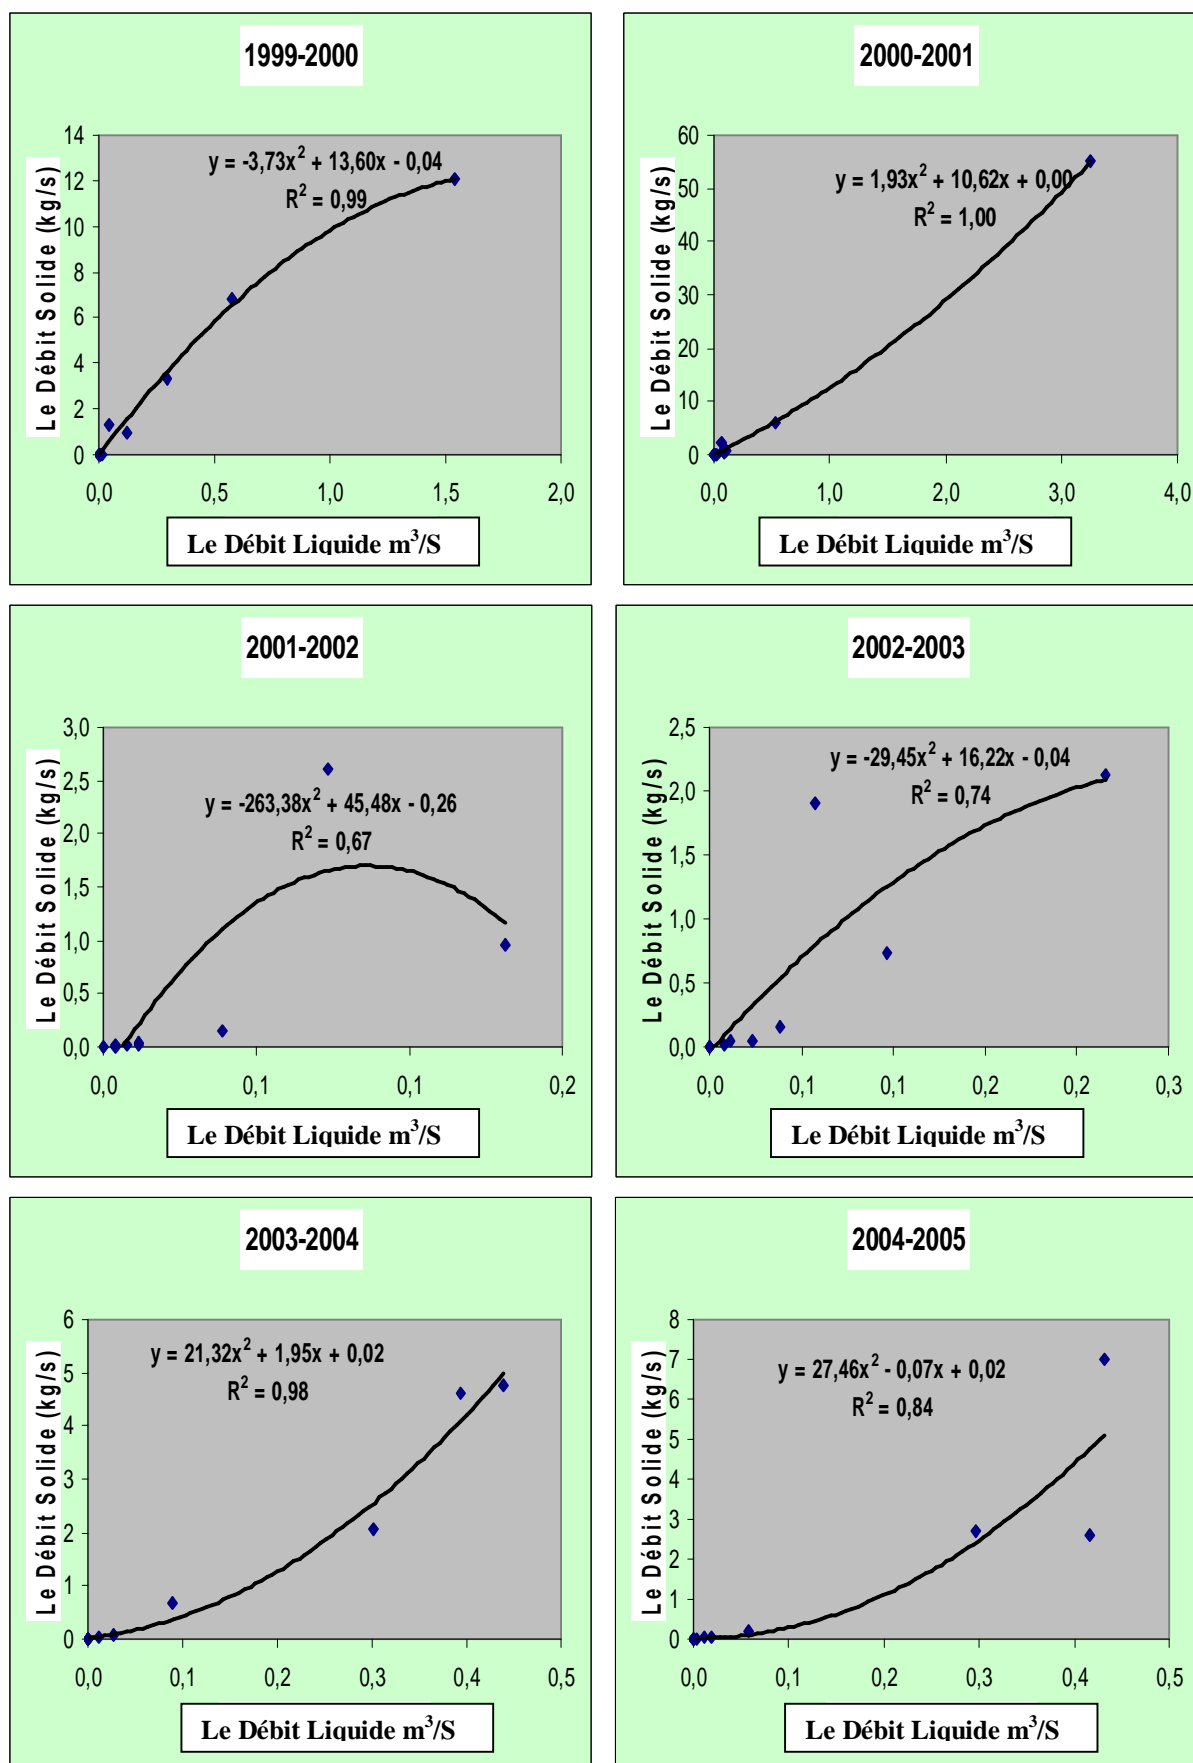 1999-2000
Le Débit Solide (kg/s)
14
12
10
8
6
4
2
0
y = -3,73x² + 13,60x - 0,04
R² = 0,99
0,0 0,5 1,0 1,5 2,0
Le Débit Liquide m³/S
2000-2001
Le Débit Solide (kg/s)
60
50
40
30
20
10
0
y = 1,93x² + 10,62x + 0,00
R² = 1,00
0,0 1,0 2,0 3,0 4,0
Le Débit Liquide m³/S
2001-2002
Le Débit Solide (kg/s)
3,0
2,5
2,0
1,5
1,0
0,5
0,0
y = -263,38x² + 45,48x - 0,26
R² = 0,67
0,0 0,1 0,1 0,2
Le Débit Liquide m³/S
2002-2003
Le Débit Solide (kg/s)
2,5
2,0
1,5
1,0
0,5
0,0
y = -29,45x² + 16,22x - 0,04
R² = 0,74
0,0 0,1 0,1 0,2 0,2 0,3
Le Débit Liquide m³/S
2003-2004
Le Débit Solide (kg/s)
6
5
4
3
2
1
0
y = 21,32x² + 1,95x + 0,02
R² = 0,98
0,0 0,1 0,2 0,3 0,4 0,5
Le Débit Liquide m³/S
2004-2005
Le Débit Solide (kg/s)
8
7
6
5
4
3
2
1
0
y = 27,46x² - 0,07x + 0,02
R² = 0,84
0,0 0,1 0,2 0,3 0,4 0,5
Le Débit Liquide m³/S